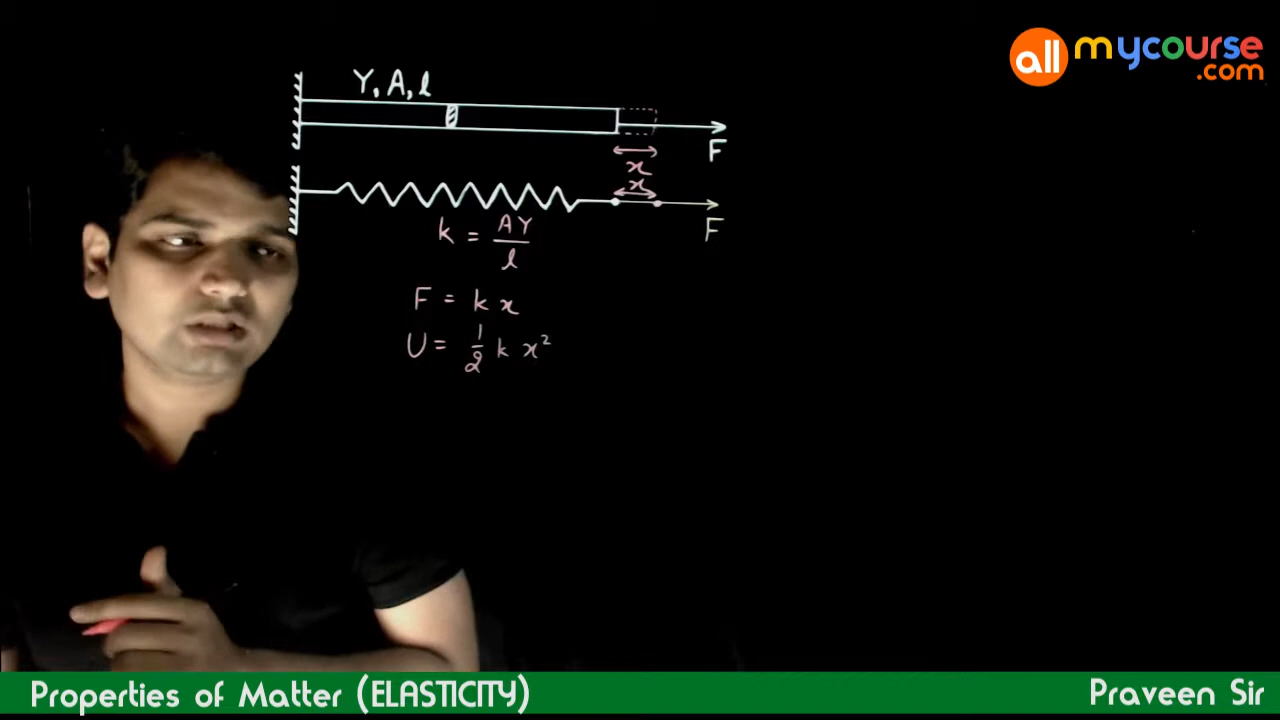 all mycourse
.com
Y, A, l
F
x
x
F
k = AY/l
F = k x
U = 1/2 k x²
Properties of Matter (ELASTICITY)
Praveen Sir